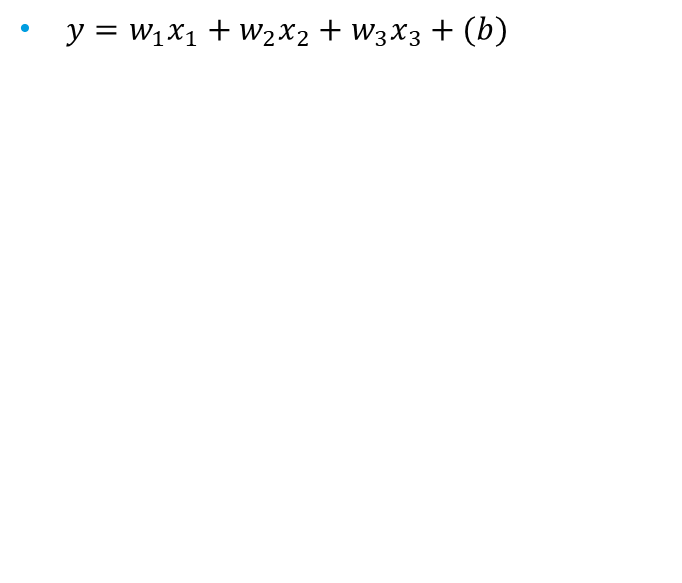 • y = w₁x₁ + w₂x₂ + w₃x₃ + (b)